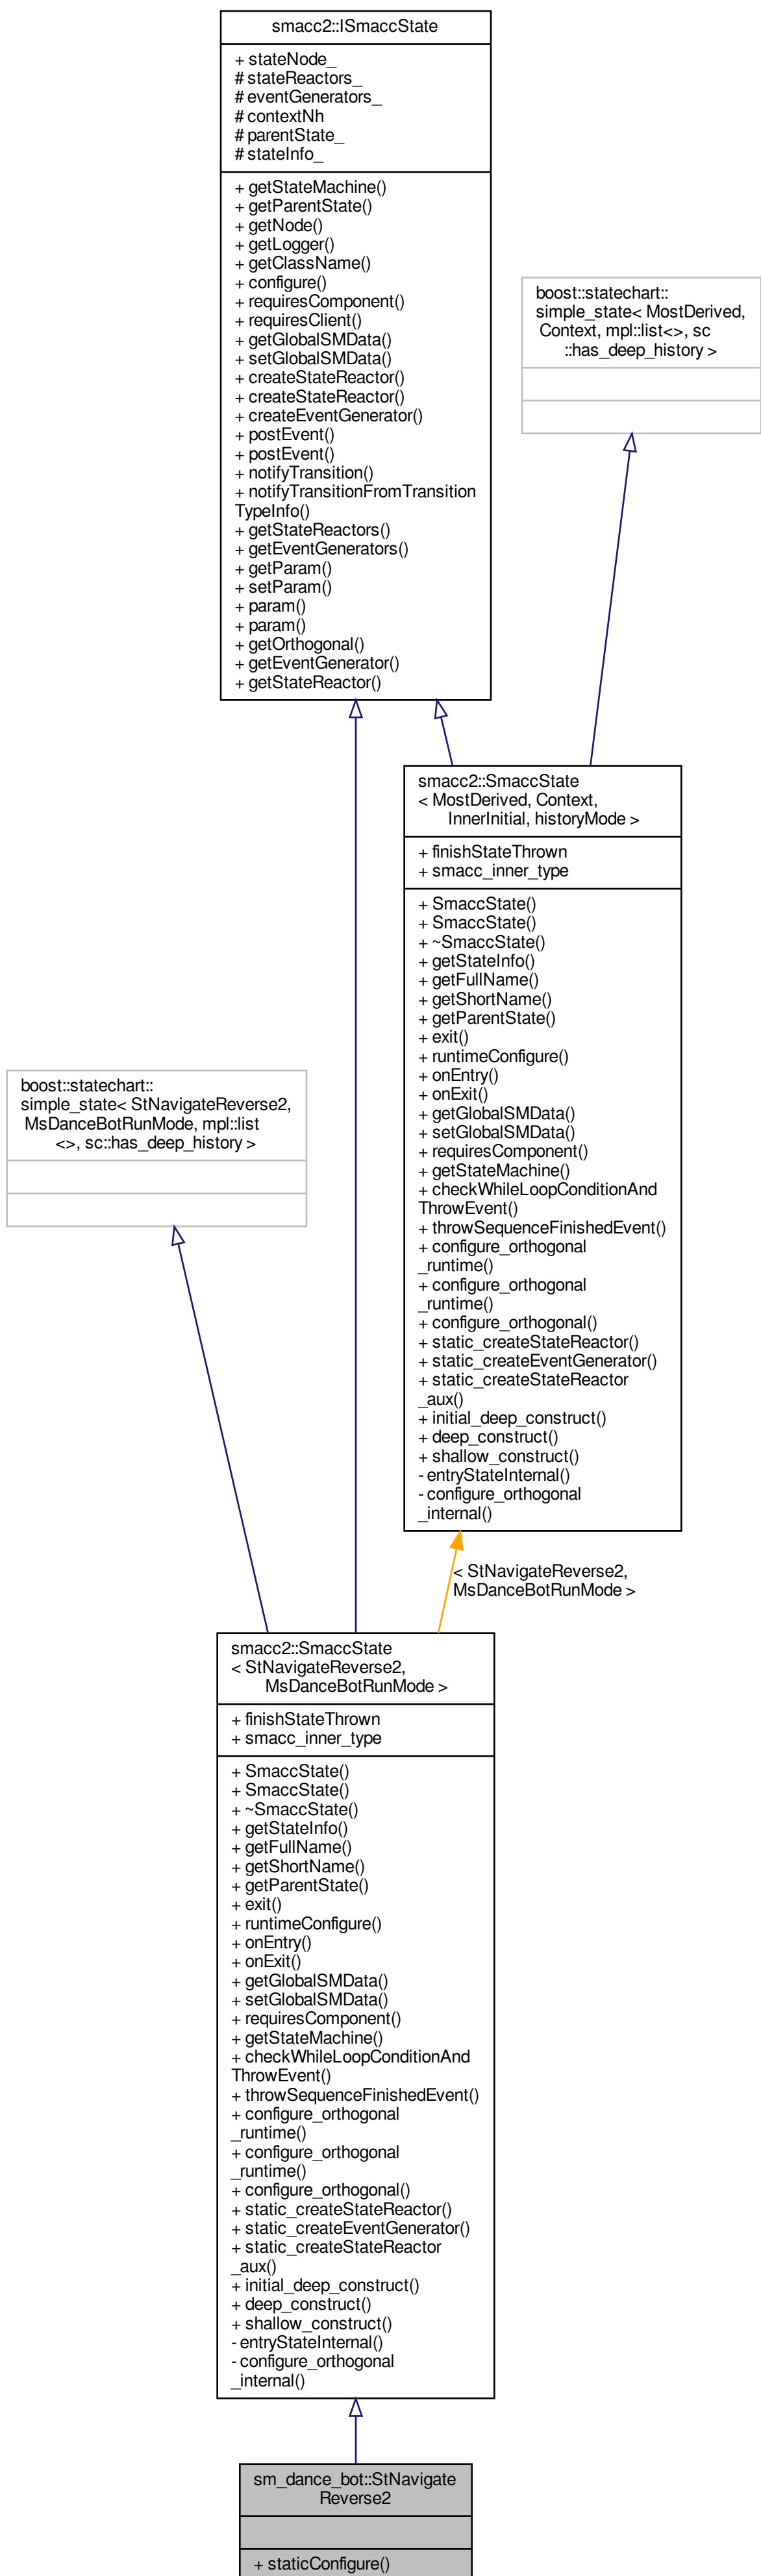 smacc2::ISmaccState
+ stateNode_
# stateReactors_
# eventGenerators_
# contextNh
# parentState_
# stateInfo_
+ getStateMachine()
+ getParentState()
+ getNode()
+ getLogger()
+ getClassName()
+ configure()
+ requiresComponent()
+ requiresClient()
+ getGlobalSMData()
+ setGlobalSMData()
+ createStateReactor()
+ createStateReactor()
+ createEventGenerator()
+ postEvent()
+ postEvent()
+ notifyTransition()
+ notifyTransitionFromTransition
TypeInfo()
+ getStateReactors()
+ getEventGenerators()
+ getParam()
+ setParam()
+ param()
+ param()
+ getOrthogonal()
+ getEventGenerator()
+ getStateReactor()
boost::statechart::
simple_state< MostDerived,
Context, mpl::list<>, sc
::has_deep_history >
smacc2::SmaccState
< MostDerived, Context,
InnerInitial, historyMode >
+ finishStateThrown
+ smacc_inner_type
+ SmaccState()
+ SmaccState()
+ ~SmaccState()
+ getStateInfo()
+ getFullName()
+ getShortName()
+ getParentState()
+ exit()
+ runtimeConfigure()
+ onEntry()
+ onExit()
+ getGlobalSMData()
+ setGlobalSMData()
+ requiresComponent()
+ getStateMachine()
+ checkWhileLoopConditionAnd
ThrowEvent()
+ throwSequenceFinishedEvent()
+ configure_orthogonal
_runtime()
+ configure_orthogonal
_runtime()
+ configure_orthogonal()
+ static_createStateReactor()
+ static_createEventGenerator()
+ static_createStateReactor
_aux()
+ initial_deep_construct()
+ deep_construct()
+ shallow_construct()
- entryStateInternal()
- configure_orthogonal
_internal()
boost::statechart::
simple_state< StNavigateReverse2,
MsDanceBotRunMode, mpl::list
<>, sc::has_deep_history >
< StNavigateReverse2,
MsDanceBotRunMode >
smacc2::SmaccState
< StNavigateReverse2,
MsDanceBotRunMode >
+ finishStateThrown
+ smacc_inner_type
+ SmaccState()
+ SmaccState()
+ ~SmaccState()
+ getStateInfo()
+ getFullName()
+ getShortName()
+ getParentState()
+ exit()
+ runtimeConfigure()
+ onEntry()
+ onExit()
+ getGlobalSMData()
+ setGlobalSMData()
+ requiresComponent()
+ getStateMachine()
+ checkWhileLoopConditionAnd
ThrowEvent()
+ throwSequenceFinishedEvent()
+ configure_orthogonal
_runtime()
+ configure_orthogonal
_runtime()
+ configure_orthogonal()
+ static_createStateReactor()
+ static_createEventGenerator()
+ static_createStateReactor
_aux()
+ initial_deep_construct()
+ deep_construct()
+ shallow_construct()
- entryStateInternal()
- configure_orthogonal
_internal()
sm_dance_bot::StNavigate
Reverse2
+ staticConfigure()